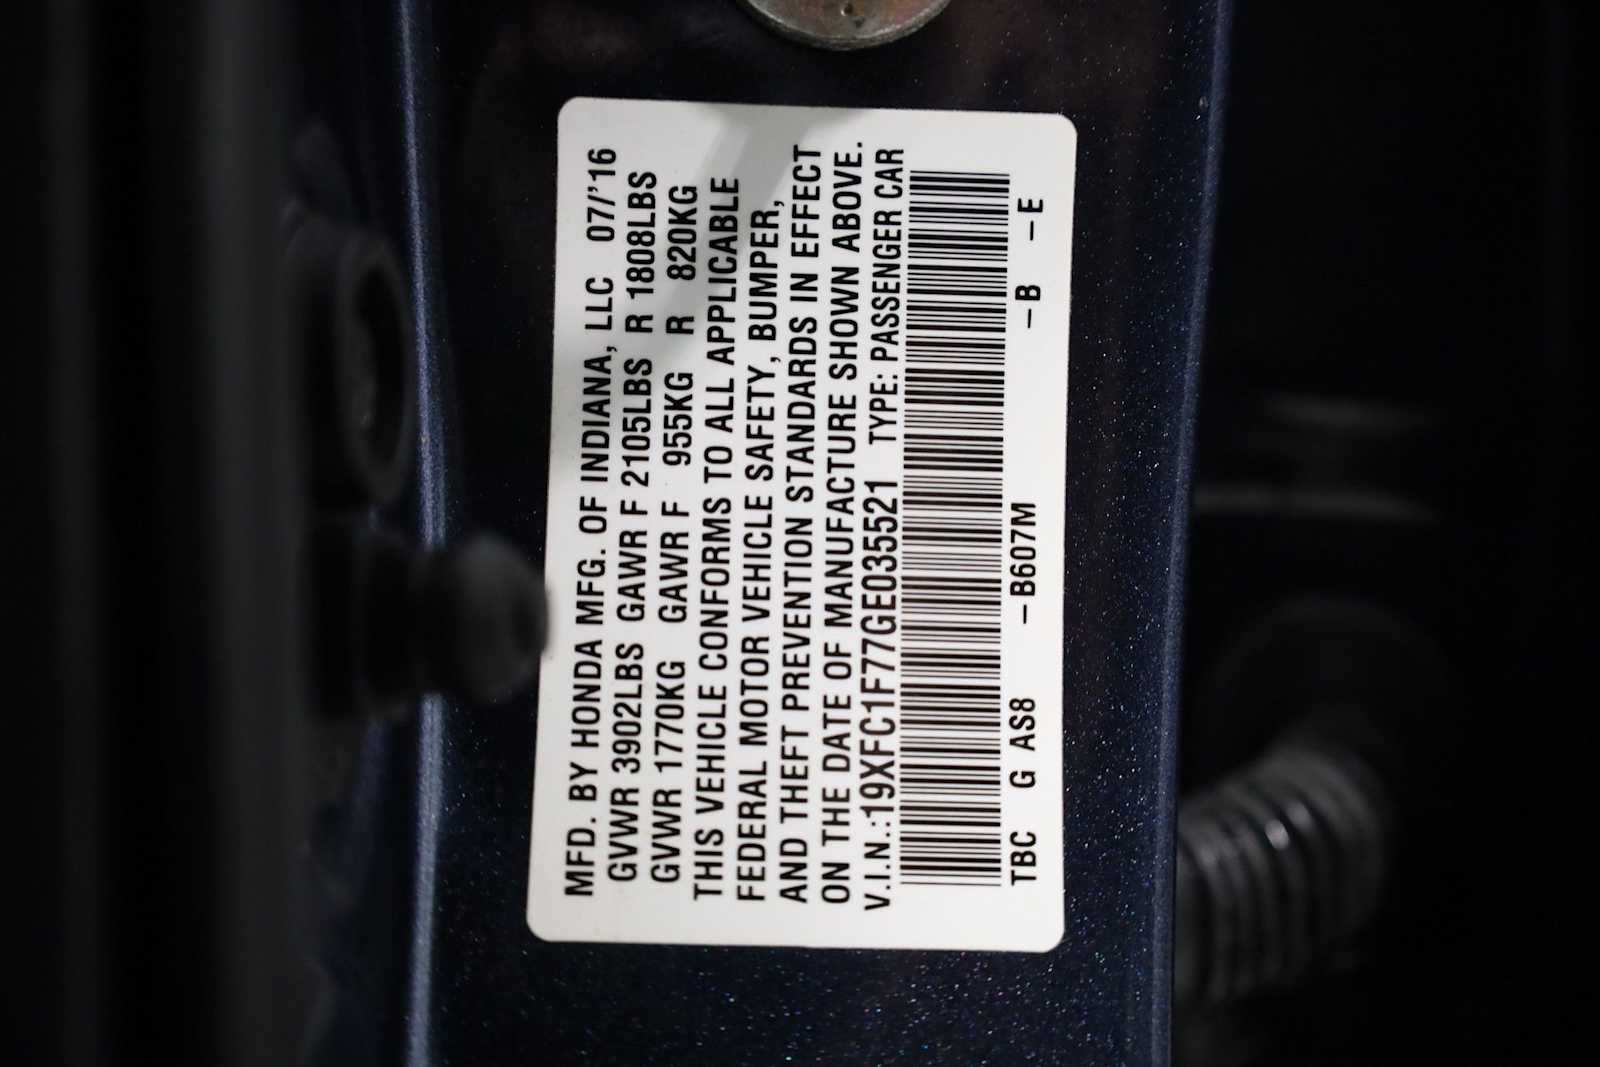 MFD. BY HONDA MFG. OF INDIANA, LLC 07/'16
GVWR 3902LBS GAWR F 2105LBS R 1808LBS
GVWR 1770KG GAWR F 955KG R 820KG
THIS VEHICLE CONFORMS TO ALL APPLICABLE
FEDERAL MOTOR VEHICLE SAFETY, BUMPER,
AND THEFT PREVENTION STANDARDS IN EFFECT
ON THE DATE OF MANUFACTURE SHOWN ABOVE.
V.I.N.:19XFC1F77GE035521 TYPE: PASSENGER CAR
TBC G AS8 –B607M –B –E